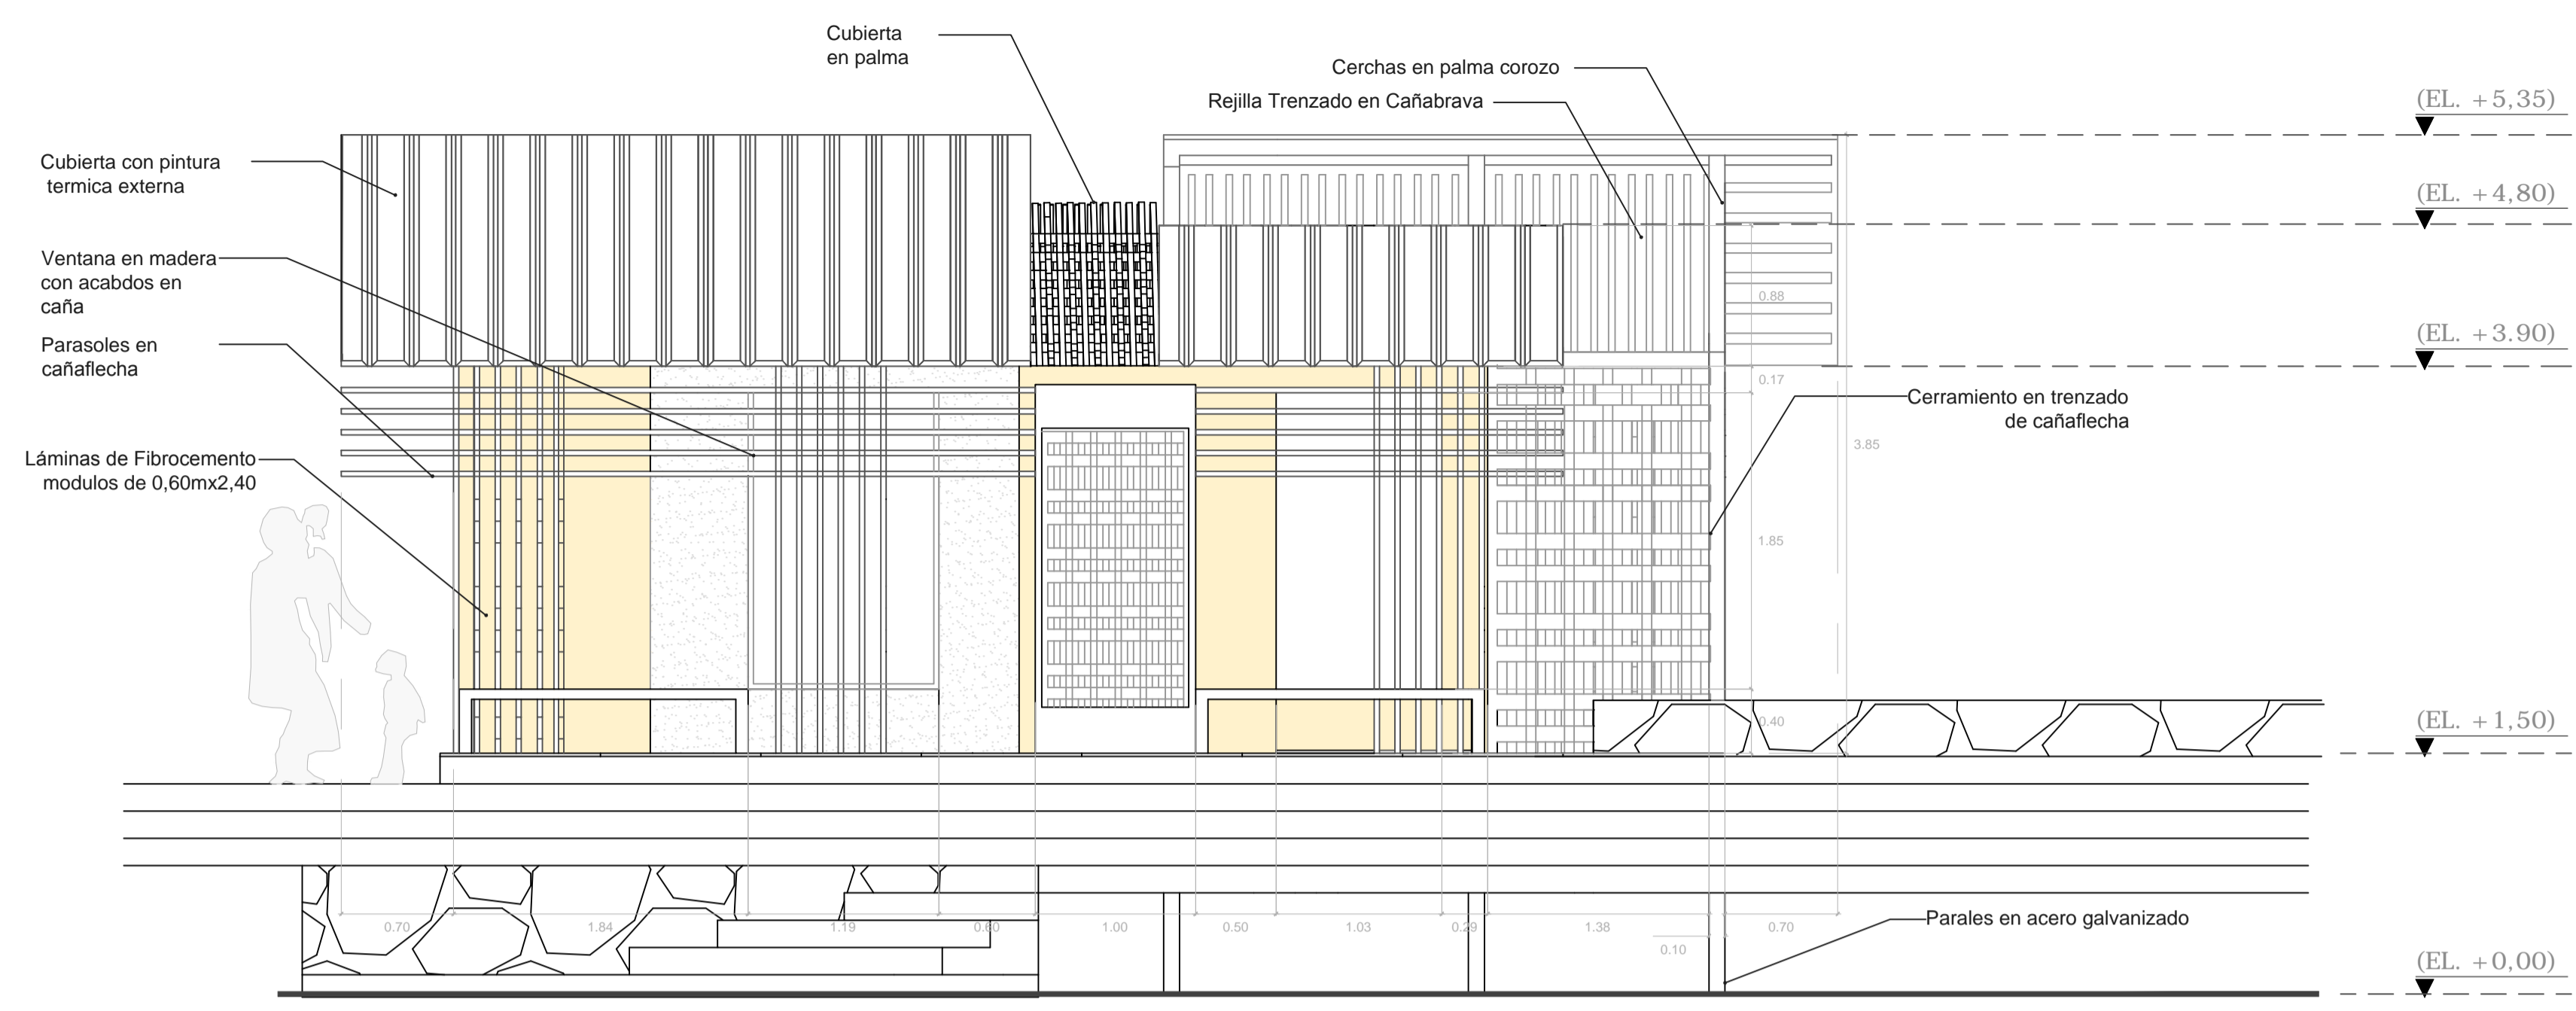 Cubierta
en palma
Cerchas en palma corozo
Rejilla Trenzado en Cañabrava
(EL. +5,35)
Cubierta con pintura
termica externa
(EL. +4,80)
Ventana en madera
con acabdos en
caña
0.88
Parasoles en
cañaflecha
(EL. +3.90)
0.17
Cerramiento en trenzado
de cañaflecha
3.85
Láminas de Fibrocemento
modulos de 0,60mx2,40
1.85
0.40
(EL. +1,50)
0.70
1.84
1.19
0.60
1.00
0.50
1.03
0.29
1.38
0.10
0.70
Parales en acero galvanizado
(EL. +0,00)